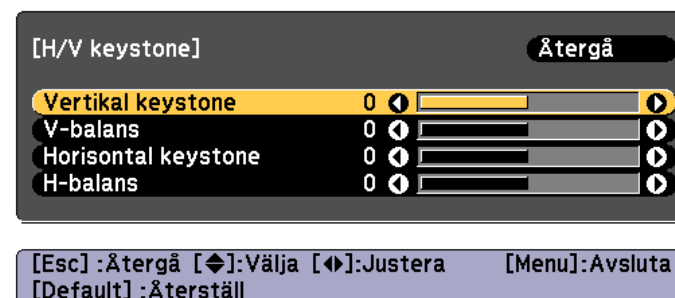 [H/V keystone] Återgå
Vertikal keystone 0
V-balans 0
Horisontal keystone 0
H-balans 0
[Esc] :Återgå [◆]:Välja [◆]:Justera [Menu]:Avsluta
[Default] :Återställ